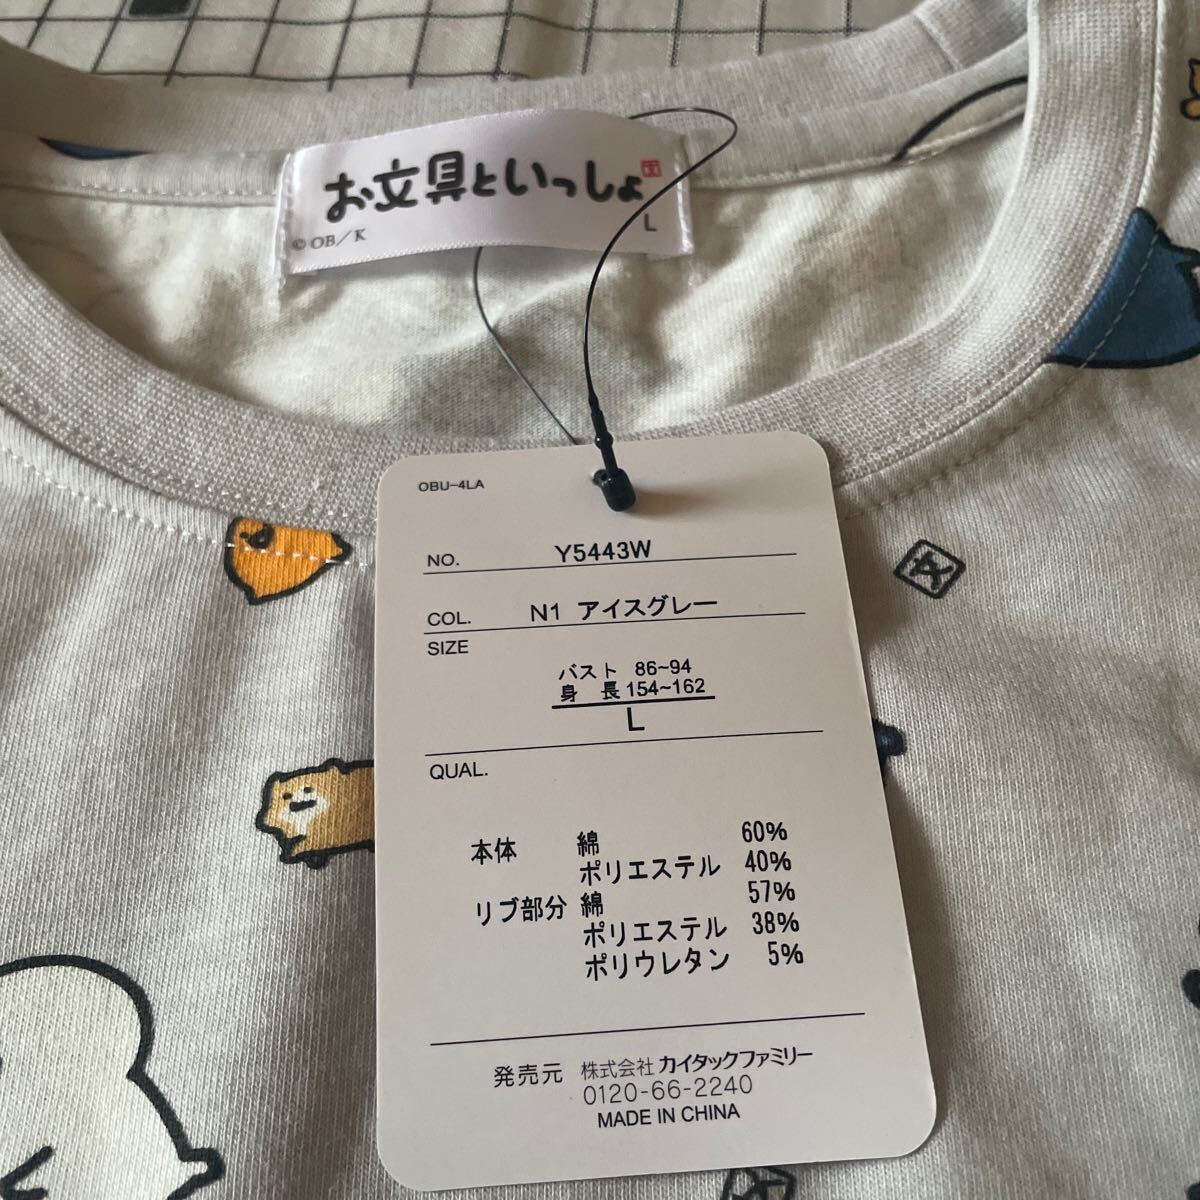 お文具といっしょ
© OB／K
L
OBU-4LA
NO. Y5443W
COL. N1 アイスグレー
SIZE
バスト 86~94
身 長 154~162
L
QUAL.
本体 綿 60%
ポリエステル 40%
リブ部分 綿 57%
ポリエステル 38%
ポリウレタン 5%
発売元 株式会社 カイタックファミリー
0120-66-2240
MADE IN CHINA